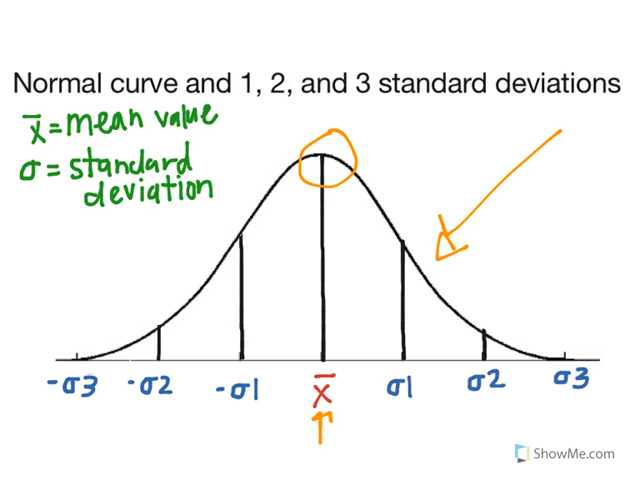 Normal curve and 1, 2, and 3 standard deviations
x̄ = mean value
σ = standard
deviation
-σ3 -σ2 -σ1 x̄ σ1 σ2 σ3
ShowMe.com